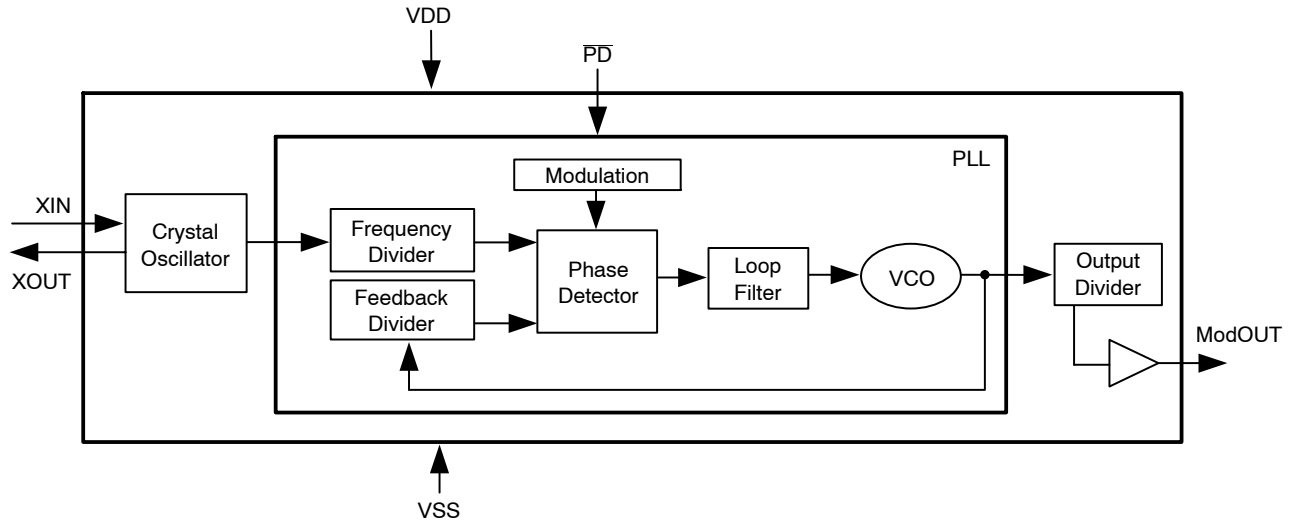 VDD
P̅D̅
PLL
Modulation
XIN
XOUT
Crystal
Oscillator
Frequency
Divider
Feedback
Divider
Phase
Detector
Loop
Filter
VCO
Output
Divider
ModOUT
VSS